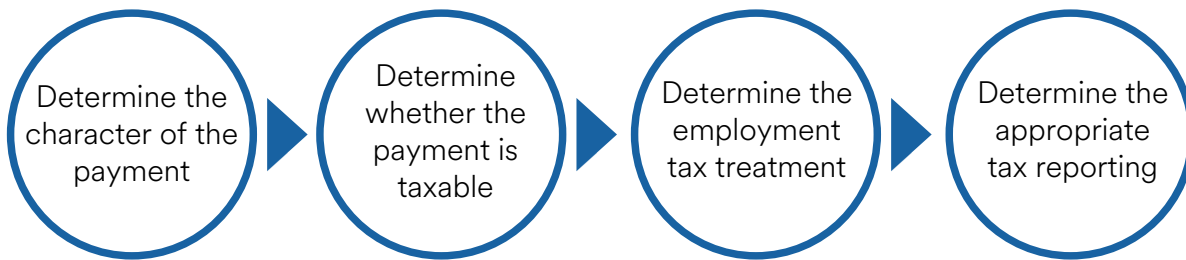 Determine the
character of the
payment
Determine
whether the
payment is
taxable
Determine the
employment
tax treatment
Determine the
appropriate
tax reporting